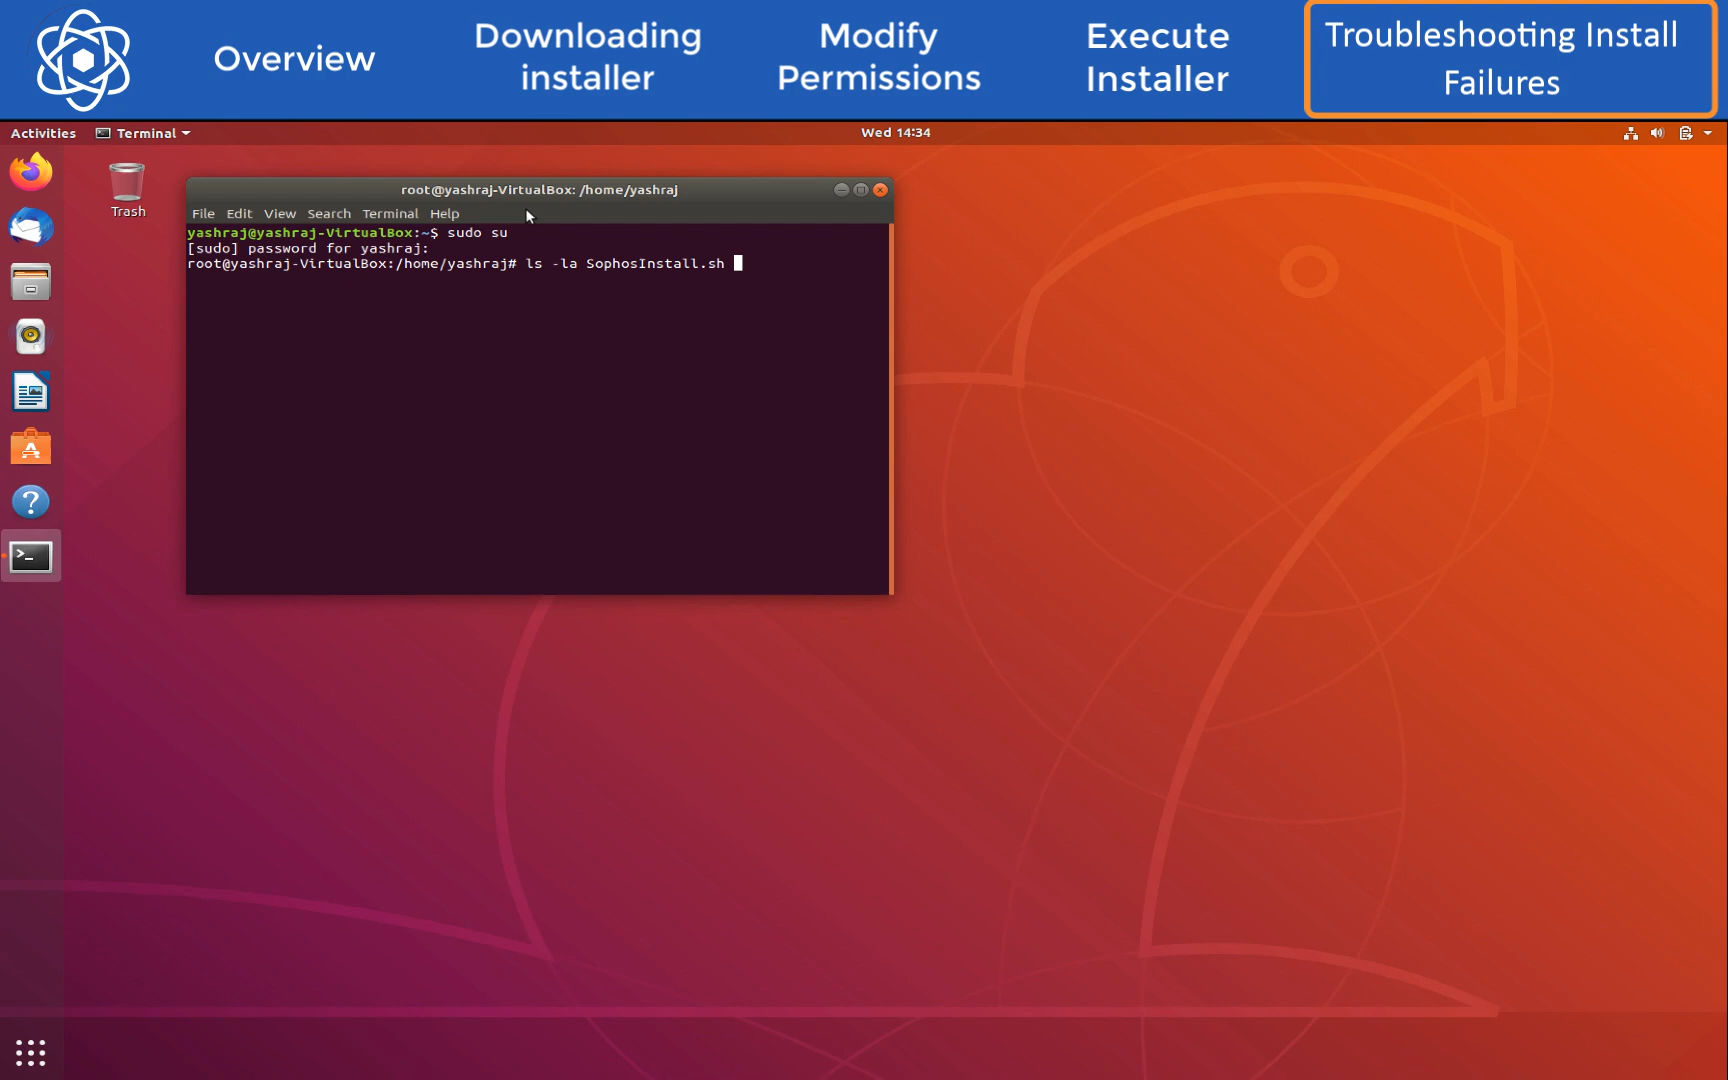 Overview
Downloading
installer
Modify
Permissions
Execute
Installer
Troubleshooting Install
Failures
Activities Terminal Wed 14:34
Trash
root@yashraj-VirtualBox: /home/yashraj
File Edit View Search Terminal Help
yashraj@yashraj-VirtualBox:~$ sudo su
[sudo] password for yashraj:
root@yashraj-VirtualBox:/home/yashraj# ls -la SophosInstall.sh